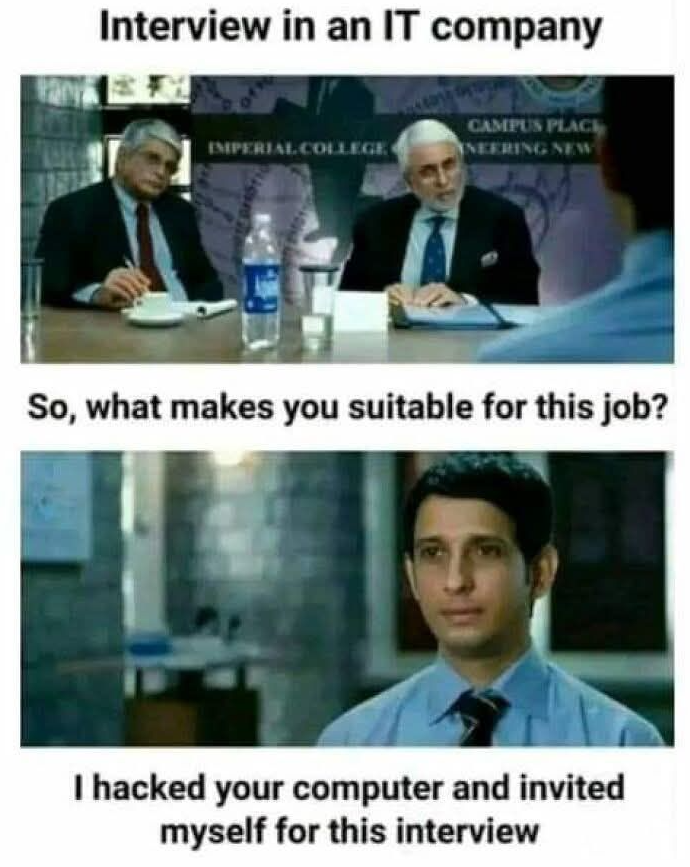 Interview in an IT company
CAMPUS PLACE
IMPERIAL COLLEGE
NEERING NEW
So, what makes you suitable for this job?
I hacked your computer and invited
myself for this interview